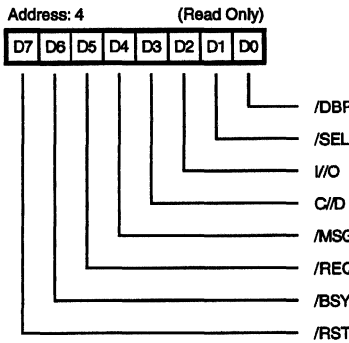 Address: 4 (Read Only)
D7 D6 D5 D4 D3 D2 D1 D0
/DBP
/SEL
I//O
C//D
/MSG
/REQ
/BSY
/RST